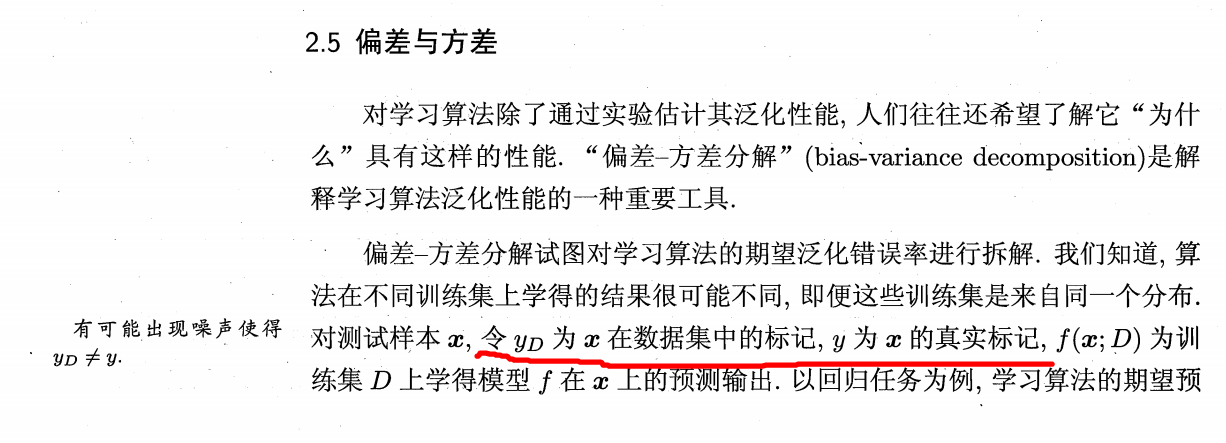 2.5 偏差与方差
对学习算法除了通过实验估计其泛化性能, 人们往往还希望了解它“为什
么”具有这样的性能. “偏差–方差分解”(bias-variance decomposition)是解
释学习算法泛化性能的一种重要工具.
偏差–方差分解试图对学习算法的期望泛化错误率进行拆解. 我们知道, 算
法在不同训练集上学得的结果很可能不同, 即便这些训练集是来自同一个分布.
对测试样本 x, 令 y_D 为 x 在数据集中的标记, y 为 x 的真实标记, f(x; D) 为训
练集 D 上学得模型 f 在 x 上的预测输出. 以回归任务为例, 学习算法的期望预
有可能出现噪声使得
y_D ≠ y.